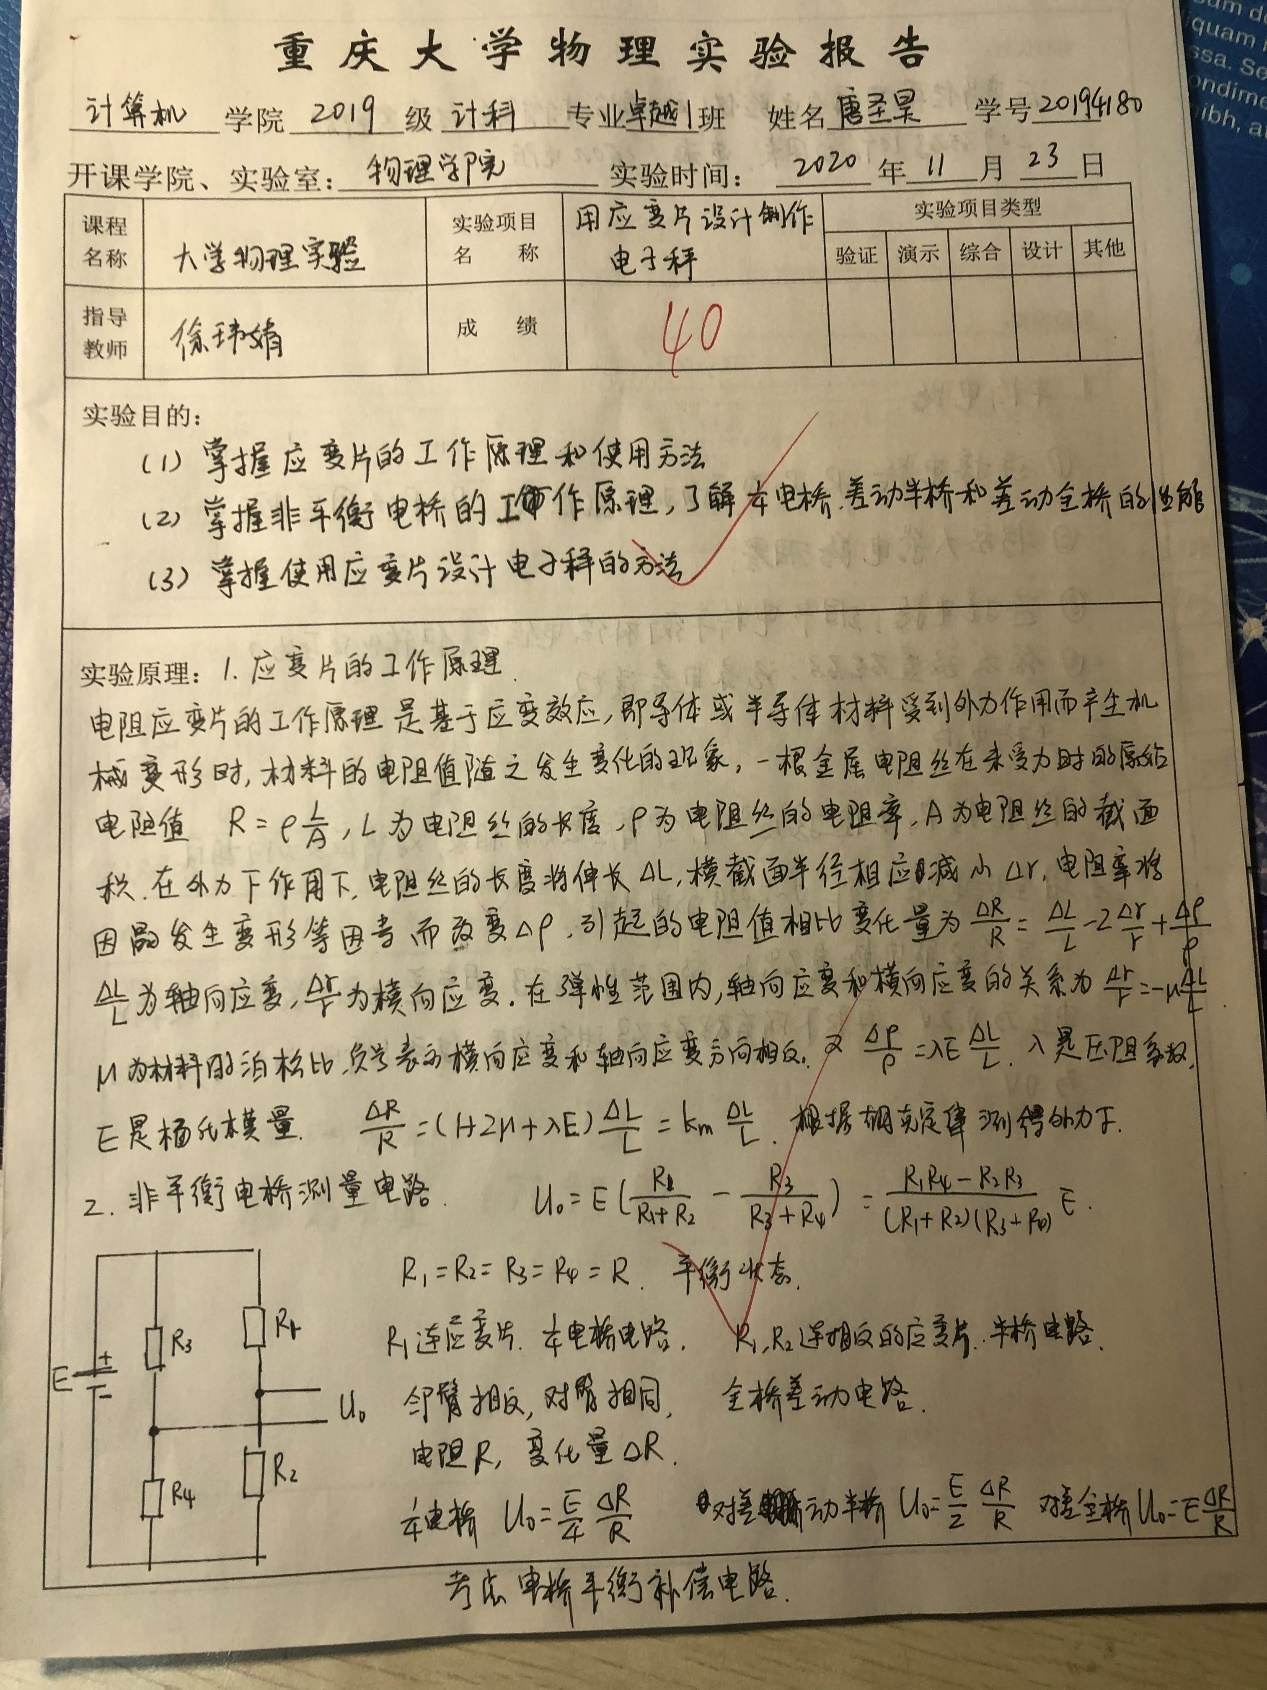 重庆大学物理实验报告
计算机 学院 2019 级 计科 专业 卓越1 班 姓名 唐圣昊 学号 20194180
开课学院、实验室： 物理学院 实验时间： 2020 年 11 月 23 日
课程名称 大学物理实验 实验项目名称 用应变片设计制作电子秤 实验项目类型
验证 演示 综合 设计 其他
指导教师 徐玮婧 成绩 40
实验目的：
(1) 掌握应变片的工作原理和使用方法
(2) 掌握非平衡电桥的工作原理，了解1/4电桥、差动半桥和差动全桥的性能
(3) 掌握使用应变片设计电子秤的方法
实验原理：1. 应变片的工作原理.
电阻应变片的工作原理是基于应变效应，即导体或半导体材料受到外力作用而产生机
械变形时，材料的电阻值随之发生变化的现象，一根金属电阻丝在未受力时的原始
电阻值 R = ρ L/A , L为电阻丝的长度, ρ为电阻丝的电阻率, A为电阻丝的截面
积. 在外力下作用下, 电阻丝的长度将伸长 ΔL, 横截面半径相应减小 Δr, 电阻率将
因发生变形等因素而改变Δρ, 引起的电阻值相比变化量为 ΔR/R = ΔL/L - 2 Δr/r + Δρ/ρ
ΔL/L 为轴向应变, Δr/r 为横向应变. 在弹性范围内, 轴向应变和横向应变的关系为 Δr/r = -μ ΔL/L
μ为材料的泊松比, 负号表示横向应变和轴向应变方向相反. 又 Δρ/ρ = λE ΔL/L. λ是压阻系数,
E是杨氏模量. ΔR/R = (1+2μ+λE) ΔL/L = km ΔL/L. 根据胡克定律测得外力F.
2. 非平衡电桥测量电路. U₀ = E ( R₂/(R₁+R₂) - R₃/(R₃+R₄) ) = (R₁R₄ - R₂R₃)/((R₁+R₂)(R₃+R₄)) E.
R₁ = R₂ = R₃ = R₄ = R. 平衡状态.
R₁连应变片. 1/4电桥电路. R₁, R₂连相反的应变片. 半桥电路.
邻臂相反, 对臂相同, 全桥差动电路.
电阻R, 变化量ΔR.
1/4电桥 U₀ = E/4 ΔR/R 对差动半桥 U₀ = E/2 ΔR/R 对差全桥 U₀ = E ΔR/R
E + - R₃ R₁ U₀ R₄ R₂
考虑电桥平衡补偿电路.